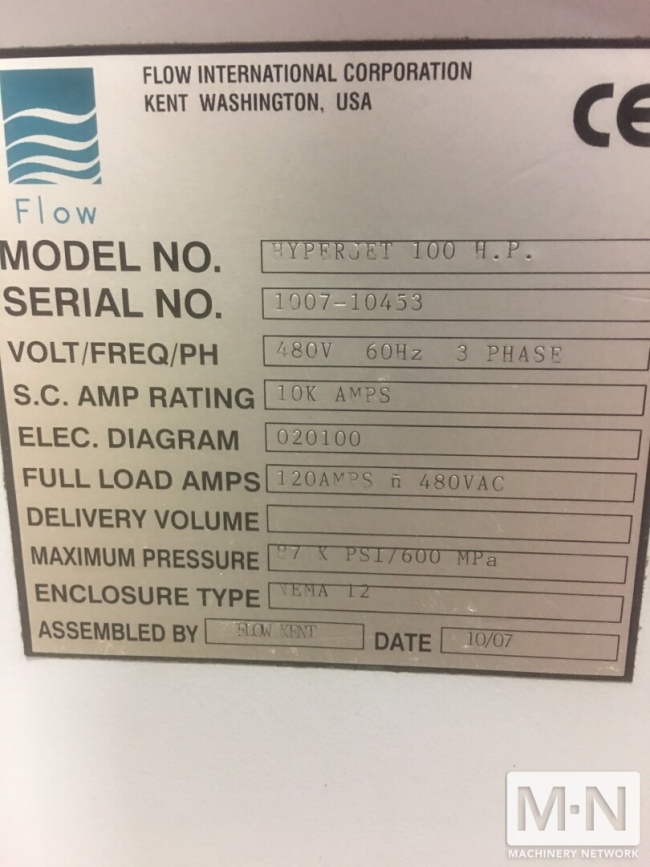 FLOW INTERNATIONAL CORPORATION
KENT WASHINGTON, USA
CE
Flow
MODEL NO. HYPERJET 100 H.P.
SERIAL NO. 1007-10453
VOLT/FREQ/PH 480V 60Hz 3 PHASE
S.C. AMP RATING 10K AMPS
ELEC. DIAGRAM 020100
FULL LOAD AMPS 120AMPS ñ 480VAC
DELIVERY VOLUME
MAXIMUM PRESSURE 87 K PSI/600 MPa
ENCLOSURE TYPE NEMA 12
ASSEMBLED BY FLOW KENT DATE 10/07
M·N
MACHINERY NETWORK